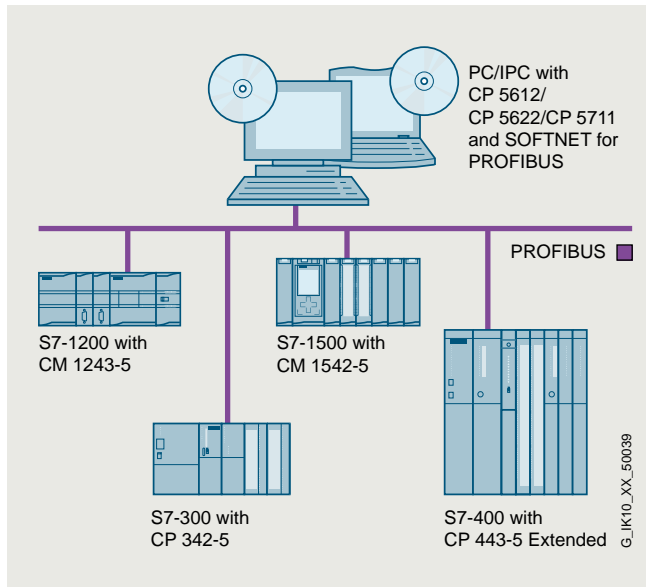 PC/IPC with
CP 5612/
CP 5622/CP 5711
and SOFTNET for
PROFIBUS
PROFIBUS
S7-1200 with
CM 1243-5
S7-1500 with
CM 1542-5
S7-300 with
CP 342-5
S7-400 with
CP 443-5 Extended
G_IK10_XX_50039